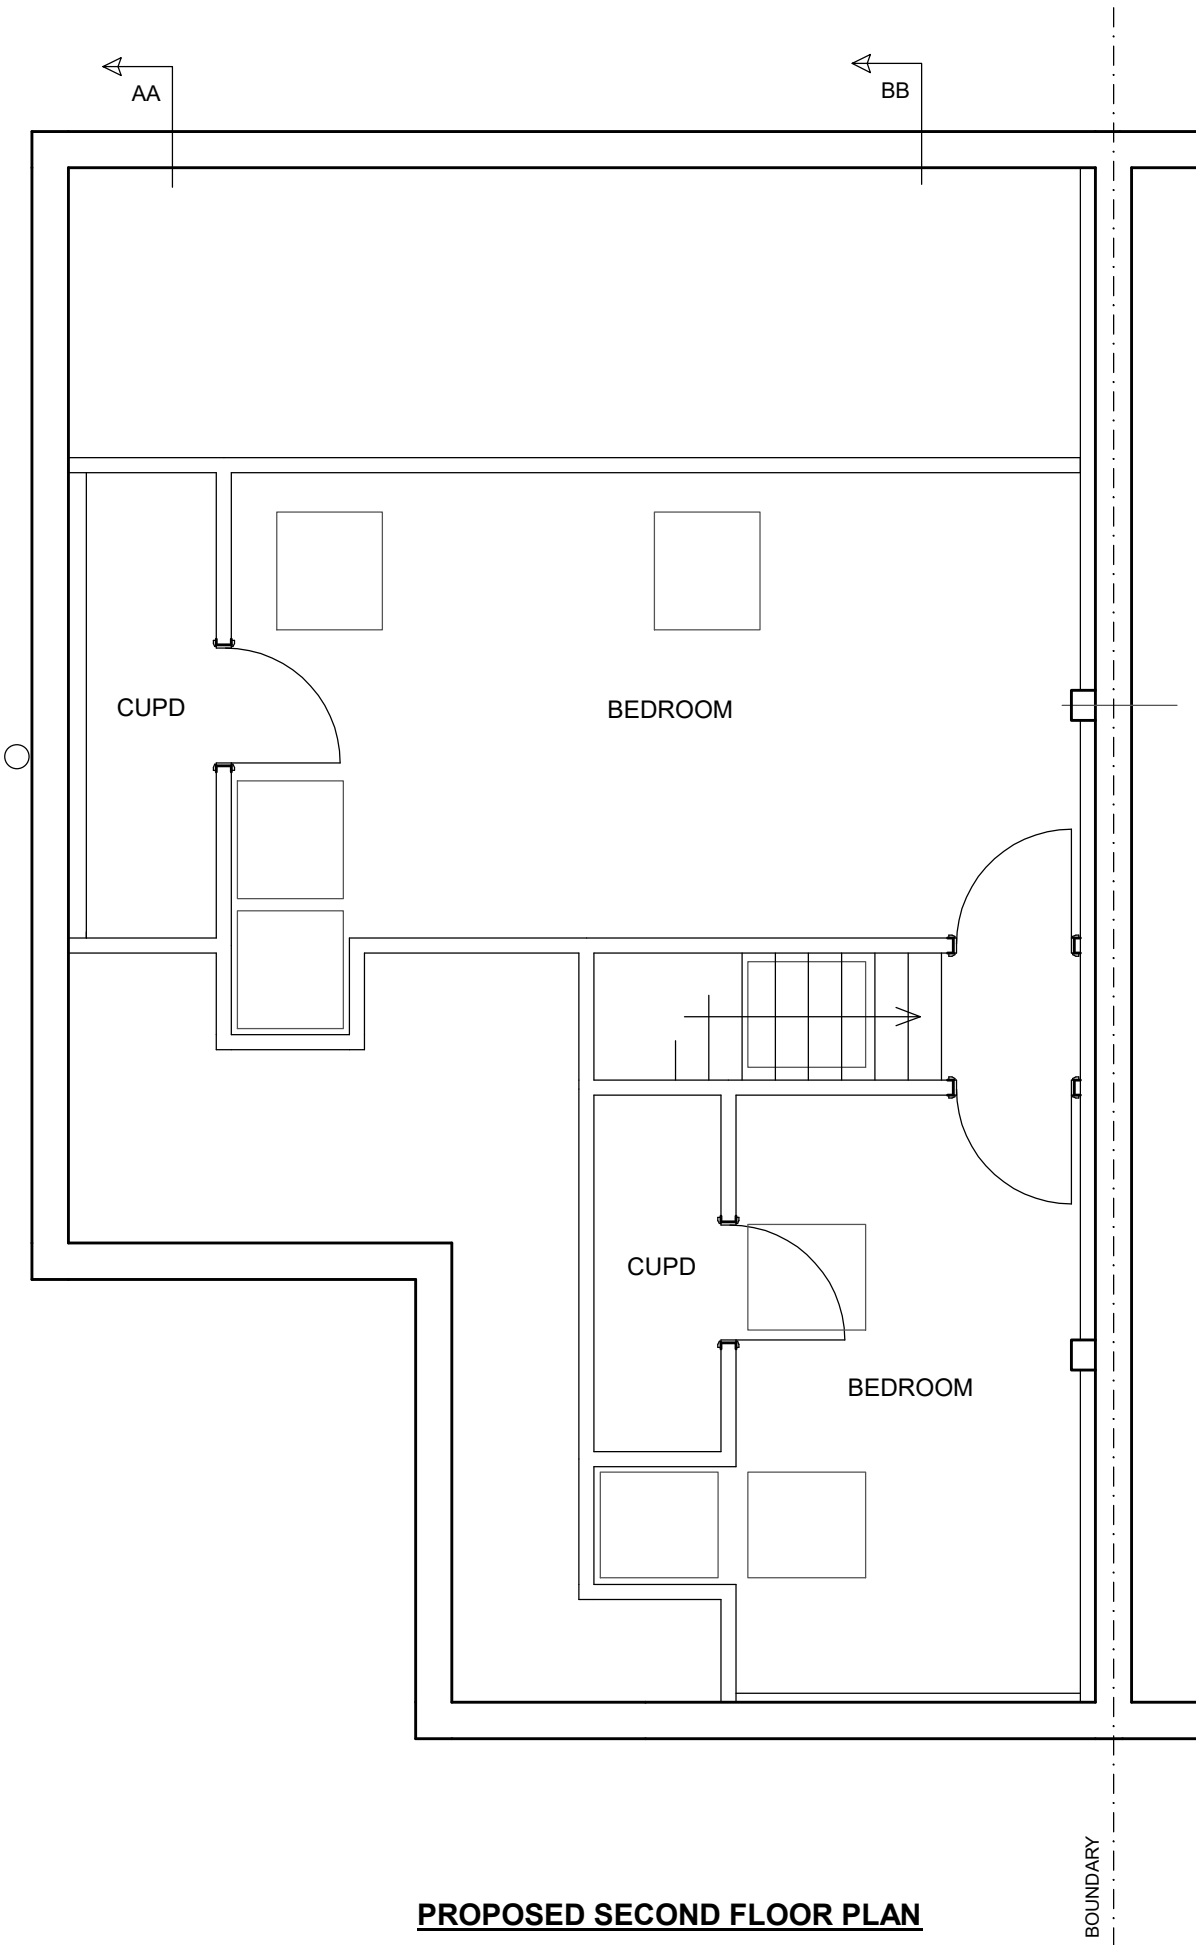 AA
BB
CUPD
BEDROOM
CUPD
BEDROOM
BOUNDARY
PROPOSED SECOND FLOOR PLAN